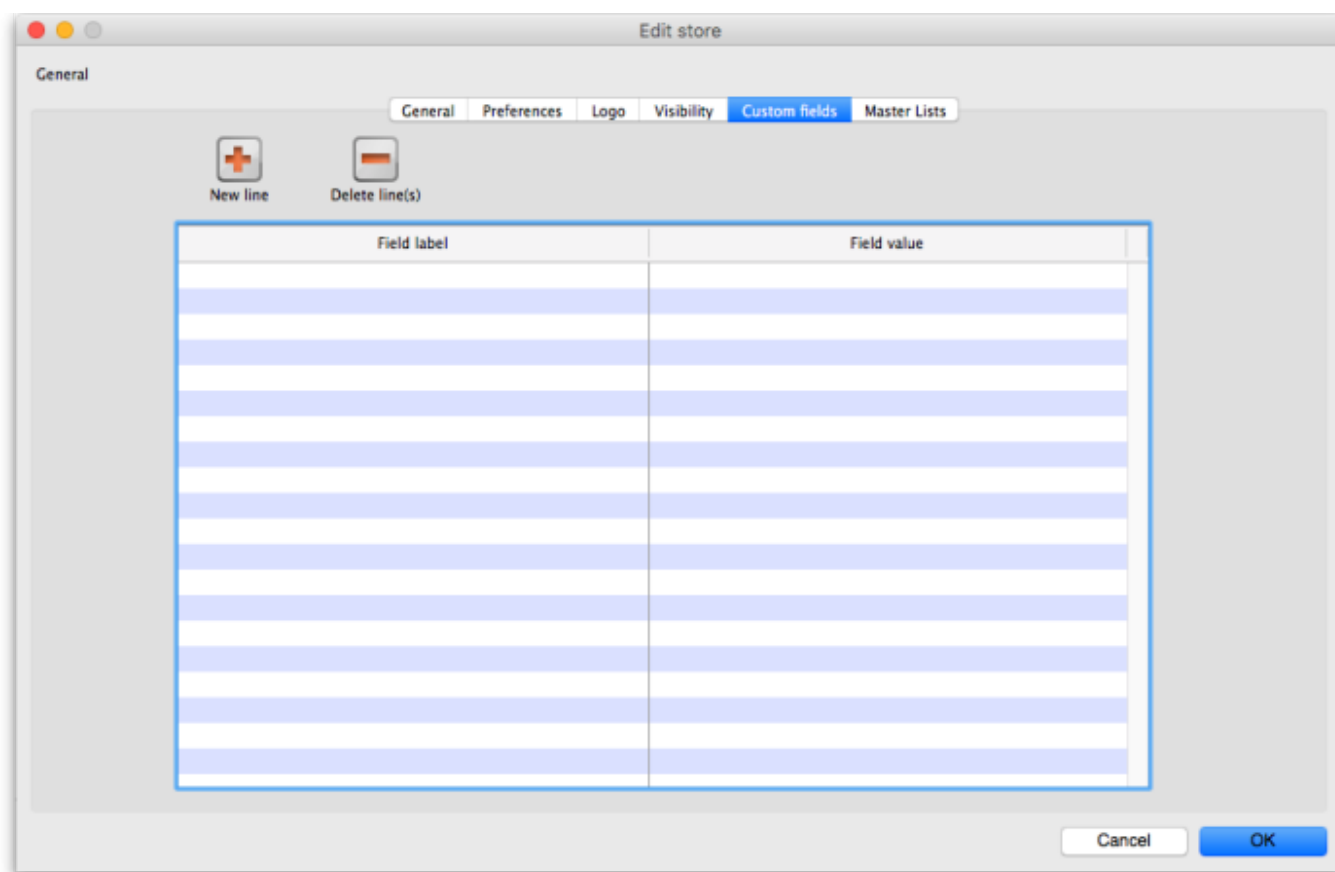 Edit store
General
General Preferences Logo Visibility Custom fields Master Lists
New line Delete line(s)
Field label Field value
Cancel OK